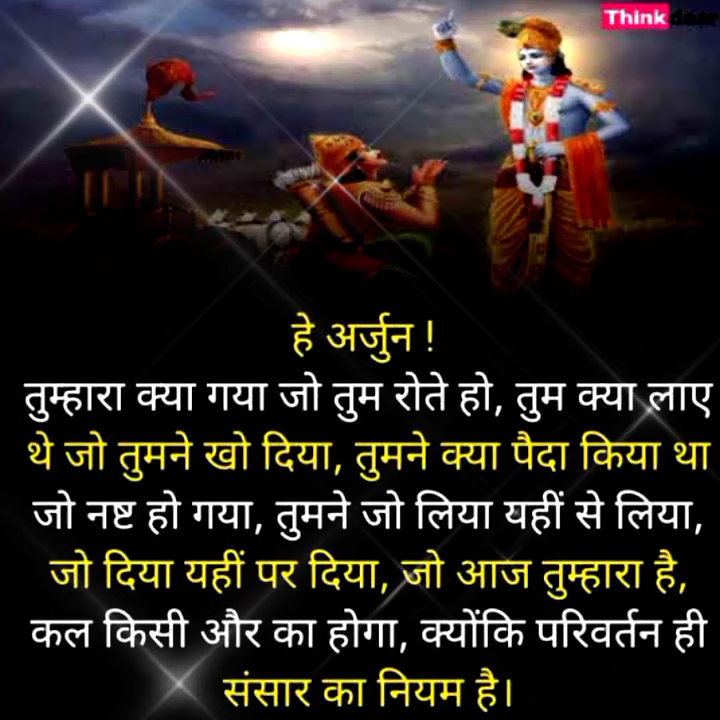 Think
हे अर्जुन !
तुम्हारा क्या गया जो तुम रोते हो, तुम क्या लाए
थे जो तुमने खो दिया, तुमने क्या पैदा किया था
जो नष्ट हो गया, तुमने जो लिया यहीं से लिया,
जो दिया यहीं पर दिया, जो आज तुम्हारा है,
कल किसी और का होगा, क्योंकि परिवर्तन ही
संसार का नियम है।